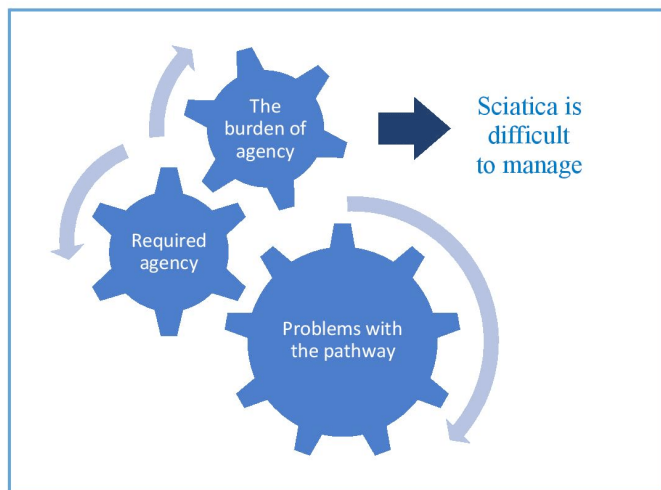 The
burden of
agency
Sciatica is
difficult
to manage
Required
agency
Problems with
the pathway